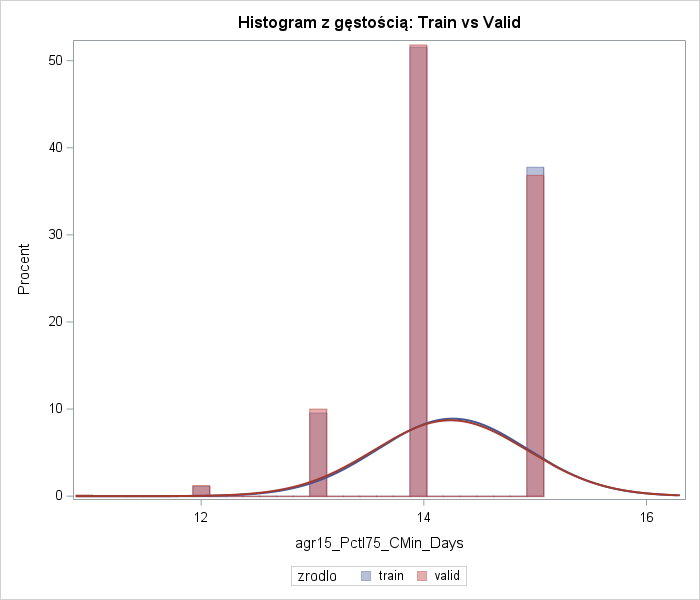 Histogram z gęstością: Train vs Valid
50
40
30
20
10
0
Procent
12 14 16
agr15_Pctl75_CMin_Days
zrodlo train valid